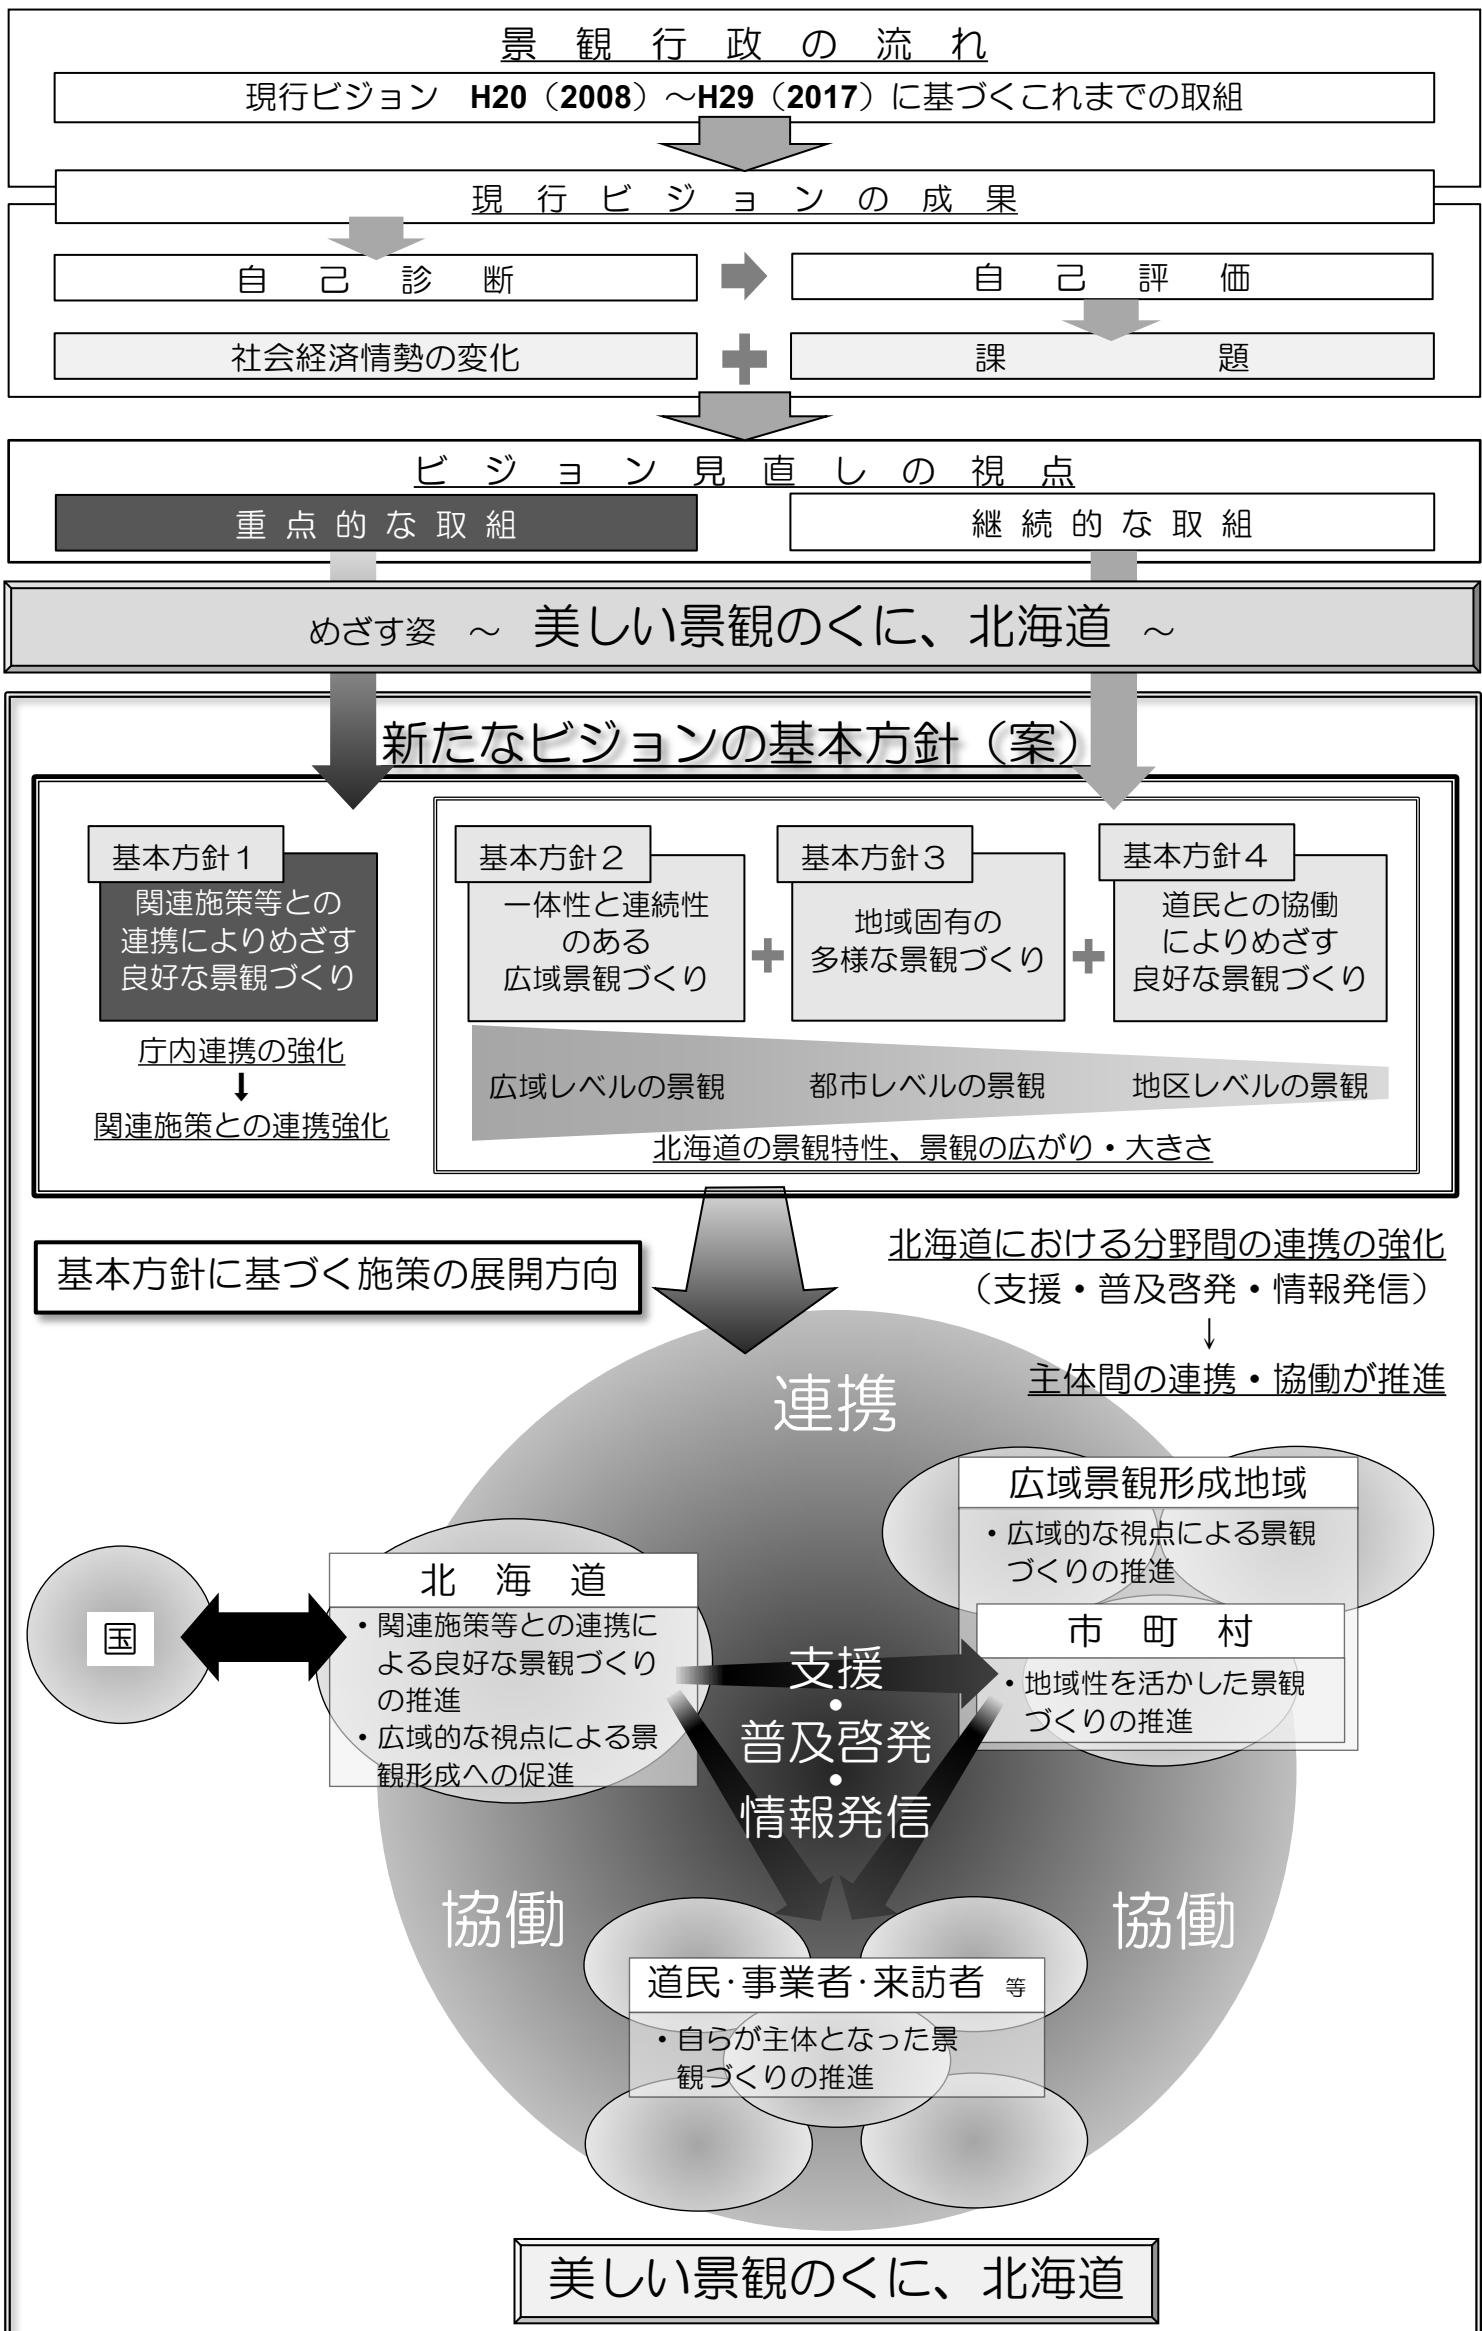 景観行政の流れ
現行ビジョン　H20（2008）～H29（2017）に基づくこれまでの取組
現行ビジョンの成果
自己診断
自己評価
社会経済情勢の変化
課題
ビジョン見直しの視点
重点的な取組
継続的な取組
めざす姿　～　美しい景観のくに、北海道　～
新たなビジョンの基本方針（案）
基本方針１
関連施策等との
連携によりめざす
良好な景観づくり
庁内連携の強化
↓
関連施策との連携強化
基本方針２
一体性と連続性
のある
広域景観づくり
基本方針３
地域固有の
多様な景観づくり
基本方針４
道民との協働
によりめざす
良好な景観づくり
広域レベルの景観
都市レベルの景観
地区レベルの景観
北海道の景観特性、景観の広がり・大きさ
基本方針に基づく施策の展開方向
北海道における分野間の連携の強化
（支援・普及啓発・情報発信）
↓
主体間の連携・協働が推進
連携
国
北海道
・関連施策等との連携に
よる良好な景観づくり
の推進
・広域的な視点による景
観形成への促進
支援
・
普及啓発
・
情報発信
広域景観形成地域
・広域的な視点による景観
づくりの推進
市町村
・地域性を活かした景観
づくりの推進
協働
協働
道民･事業者･来訪者 等
・自らが主体となった景
観づくりの推進
美しい景観のくに、北海道